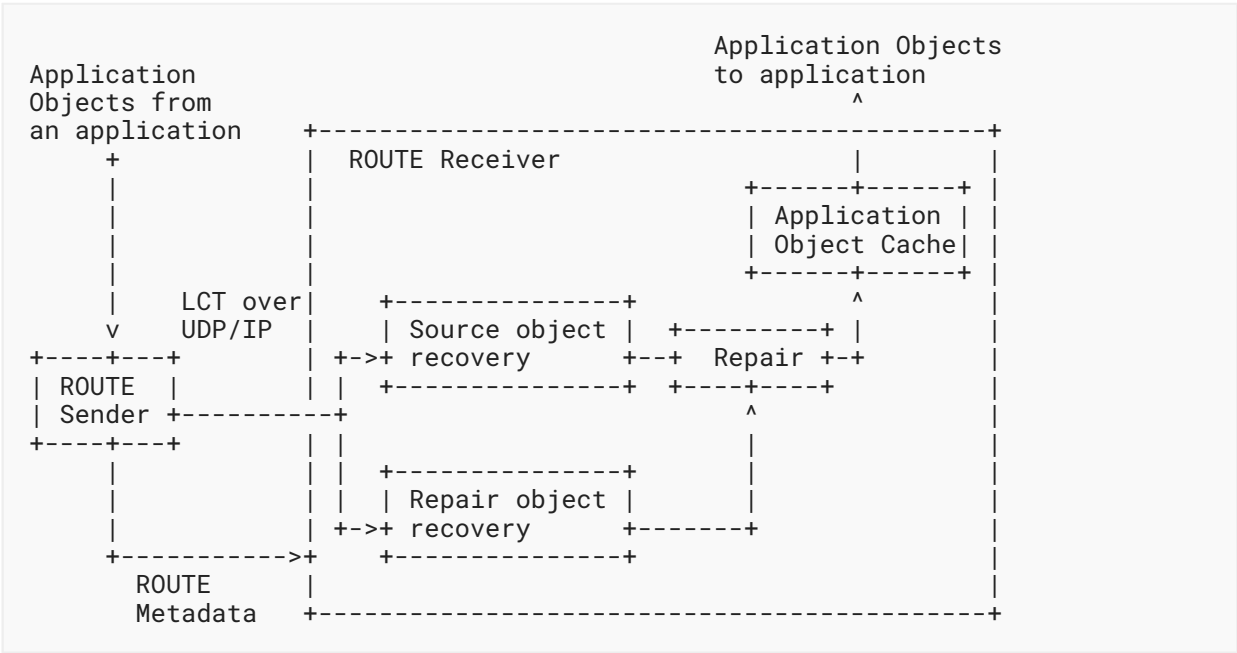 Application Objects
to application
Application
Objects from
an application
ROUTE Receiver
Application
Object Cache
LCT over
UDP/IP
Source object
recovery
Repair
ROUTE
Sender
Repair object
recovery
ROUTE
Metadata